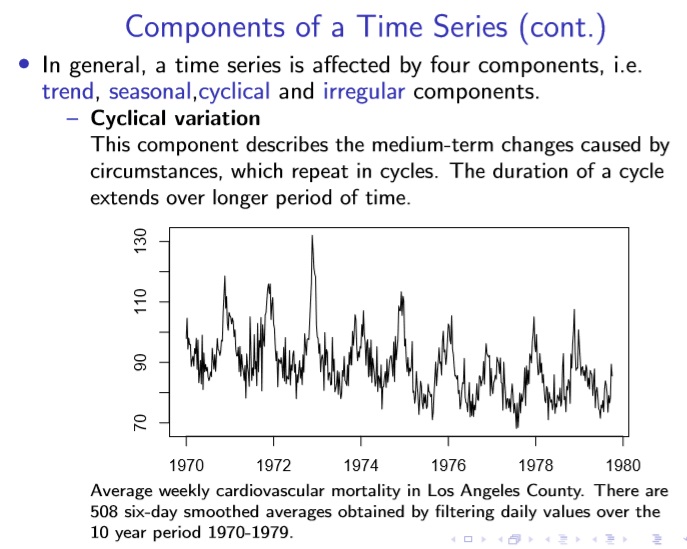 Components of a Time Series (cont.)
• In general, a time series is affected by four components, i.e.
trend, seasonal,cyclical and irregular components.
– Cyclical variation
This component describes the medium-term changes caused by
circumstances, which repeat in cycles. The duration of a cycle
extends over longer period of time.
130
110
90
70
1970 1972 1974 1976 1978 1980
Average weekly cardiovascular mortality in Los Angeles County. There are
508 six-day smoothed averages obtained by filtering daily values over the
10 year period 1970-1979.